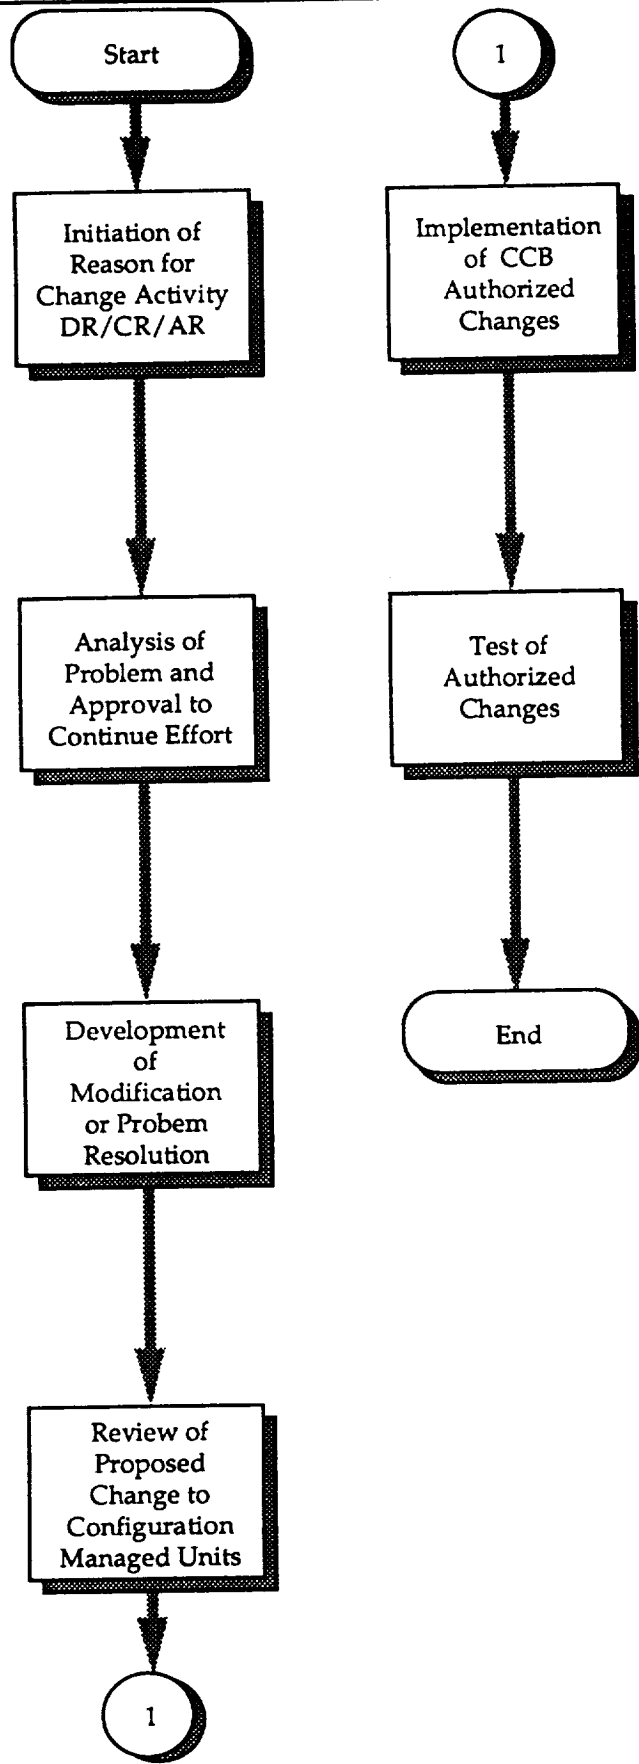 Start
Initiation of
Reason for
Change Activity
DR/CR/AR
Analysis of
Problem and
Approval to
Continue Effort
Development
of
Modification
or Probem
Resolution
Review of
Proposed
Change to
Configuration
Managed Units
1
1
Implementation
of CCB
Authorized
Changes
Test of
Authorized
Changes
End